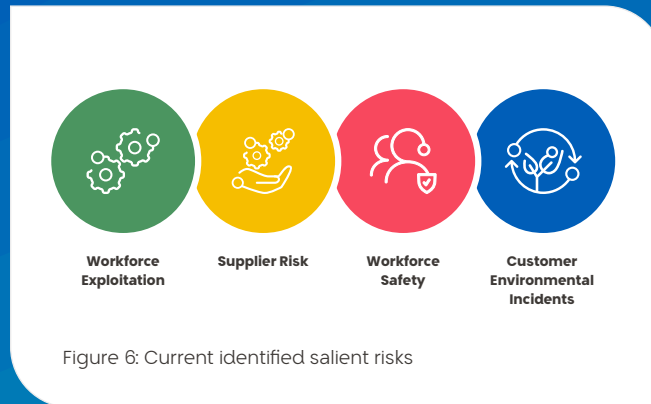 Workforce
Exploitation
Supplier Risk
Workforce
Safety
Customer
Environmental
Incidents
Figure 6: Current identified salient risks